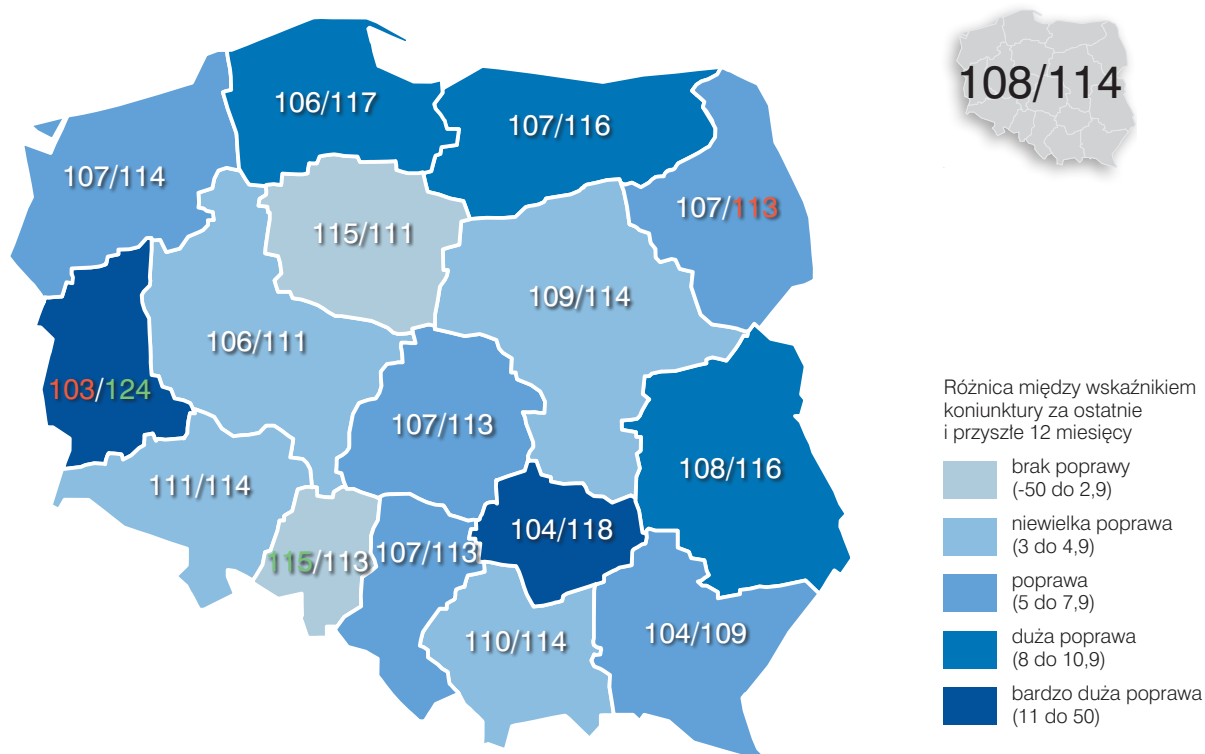 108/114
106/117
107/116
107/114
107/113
115/111
109/114
106/111
103/124
107/113
108/116
111/114
104/118
115/113
107/113
110/114
104/109
Różnica między wskaźnikiem
koniunktury za ostatnie
i przyszłe 12 miesięcy
brak poprawy
(-50 do 2,9)
niewielka poprawa
(3 do 4,9)
poprawa
(5 do 7,9)
duża poprawa
(8 do 10,9)
bardzo duża poprawa
(11 do 50)